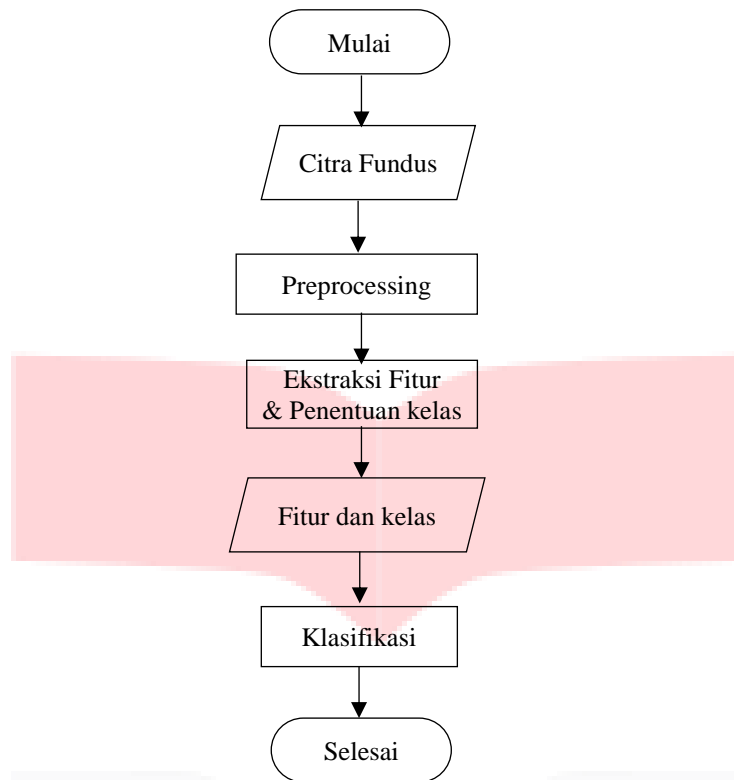 Mulai
Citra Fundus
Preprocessing
Ekstraksi Fitur
& Penentuan kelas
Fitur dan kelas
Klasifikasi
Selesai